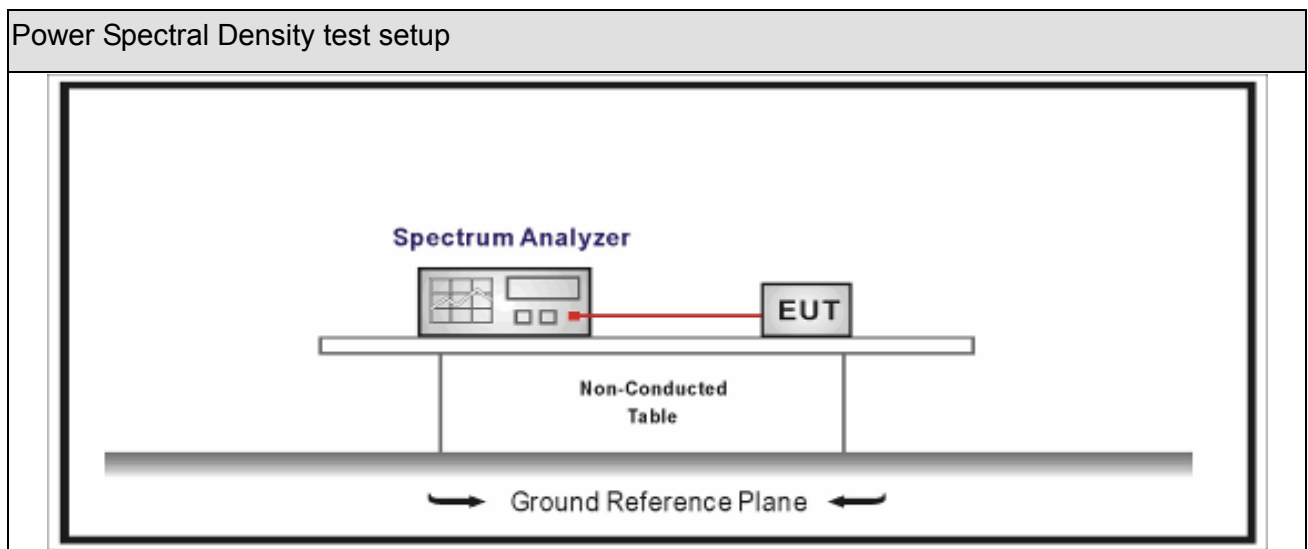 Power Spectral Density test setup
Spectrum Analyzer
EUT
Non-Conducted
Table
Ground Reference Plane